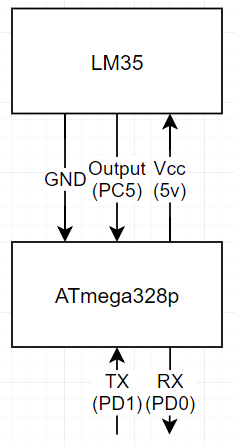 LM35
GND
Output
(PC5)
Vcc
(5v)
ATmega328p
TX
(PD1)
RX
(PD0)